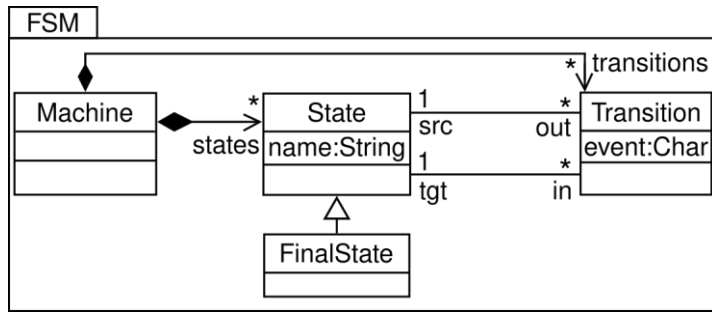 FSM
* transitions
Machine
* states
State
name:String
1 src
* out
1 tgt
* in
Transition
event:Char
FinalState